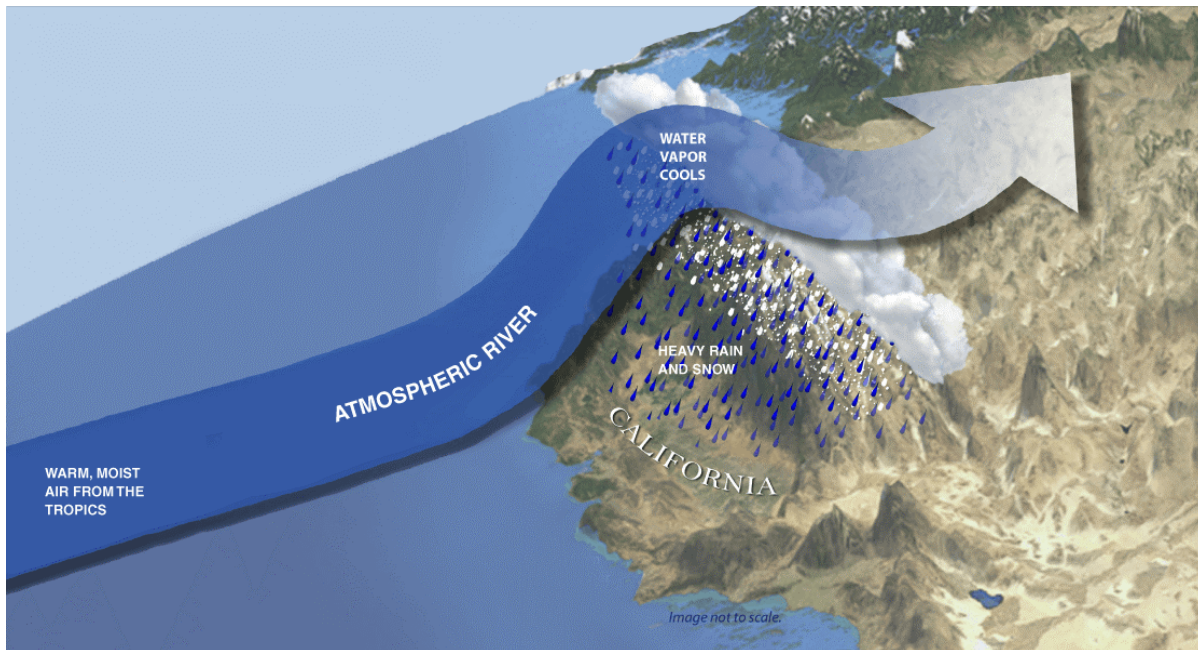 WATER
VAPOR
COOLS
ATMOSPHERIC RIVER
HEAVY RAIN
AND SNOW
CALIFORNIA
WARM, MOIST
AIR FROM THE
TROPICS
Image not to scale.